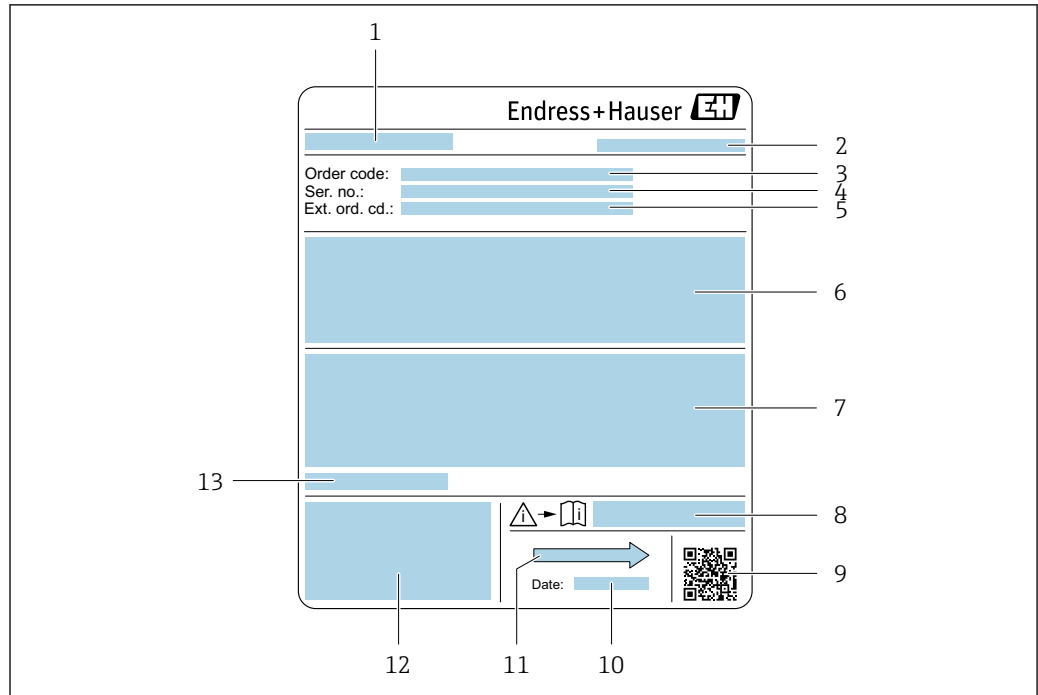 1
Endress+Hauser EH
2
Order code: 3
Ser. no.: 4
Ext. ord. cd.: 5
6
7
13
i i 8
9
Date:
12 11 10